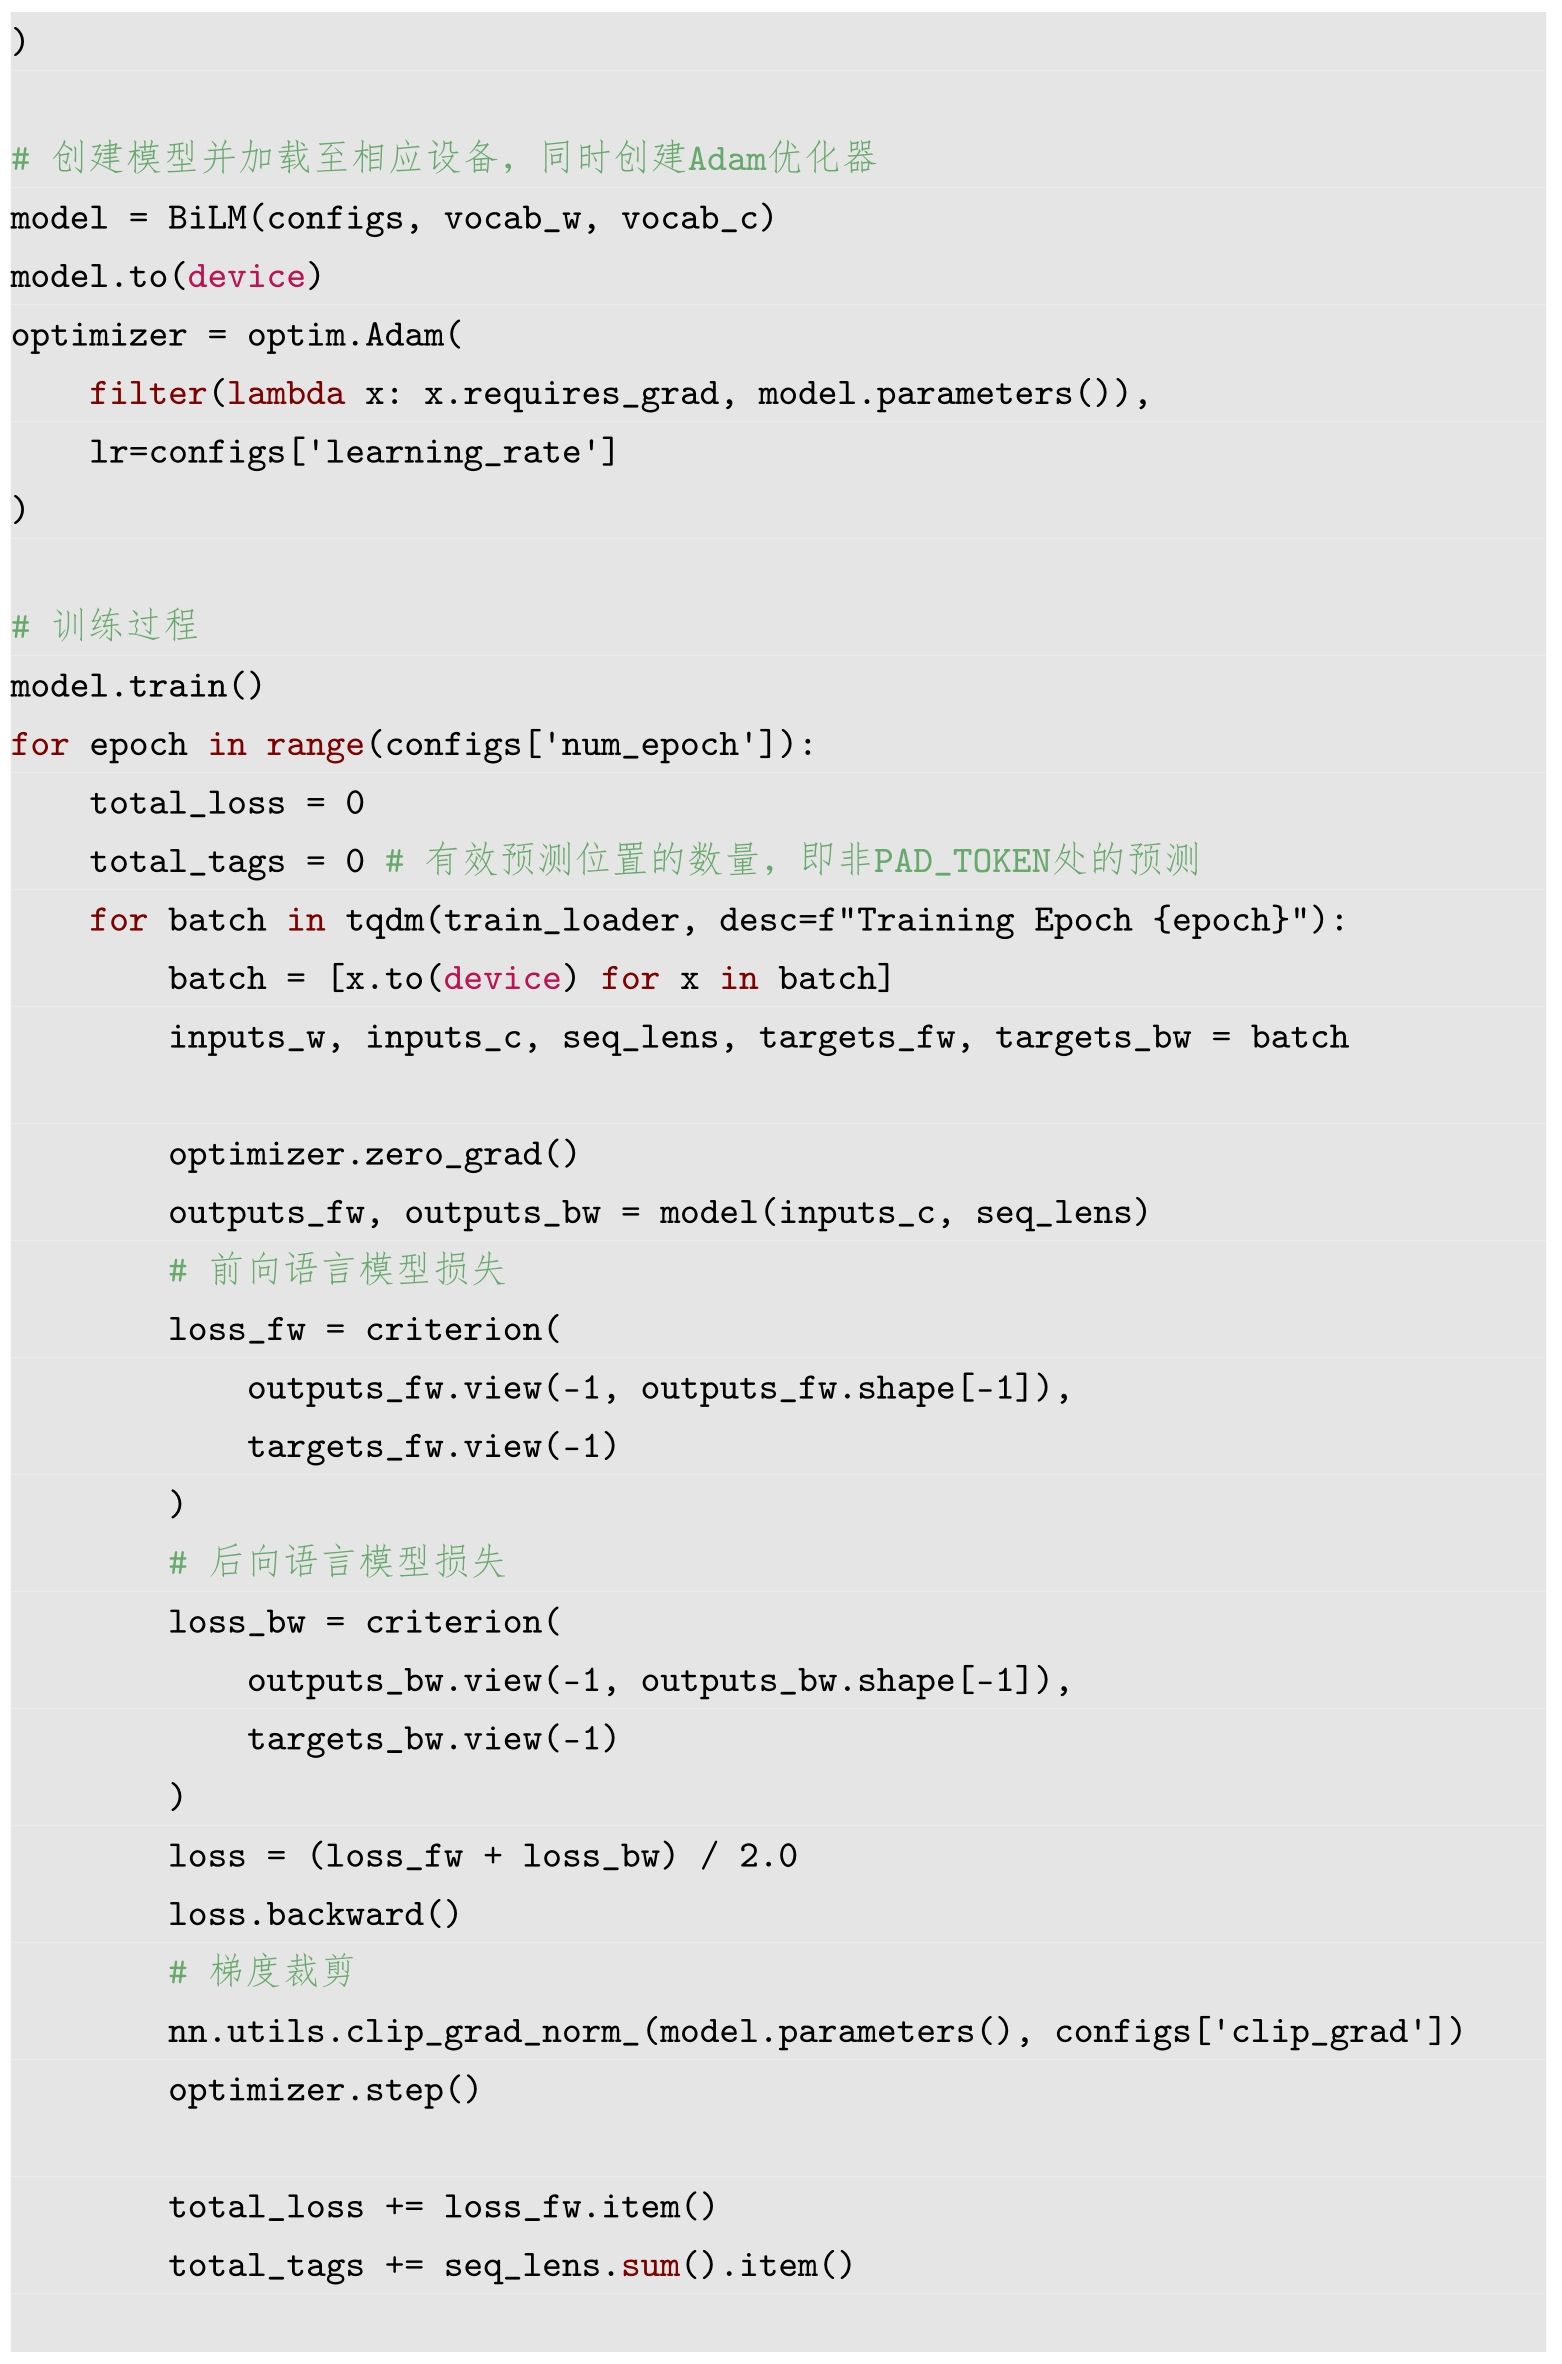 )
# 创建模型并加载至相应设备，同时创建Adam优化器
model = BiLM(configs, vocab_w, vocab_c)
model.to(device)
optimizer = optim.Adam(
    filter(lambda x: x.requires_grad, model.parameters()),
    lr=configs['learning_rate']
)
# 训练过程
model.train()
for epoch in range(configs['num_epoch']):
    total_loss = 0
    total_tags = 0 # 有效预测位置的数量，即非PAD_TOKEN处的预测
    for batch in tqdm(train_loader, desc=f"Training Epoch {epoch}"):
        batch = [x.to(device) for x in batch]
        inputs_w, inputs_c, seq_lens, targets_fw, targets_bw = batch
        optimizer.zero_grad()
        outputs_fw, outputs_bw = model(inputs_c, seq_lens)
        # 前向语言模型损失
        loss_fw = criterion(
            outputs_fw.view(-1, outputs_fw.shape[-1]),
            targets_fw.view(-1)
        )
        # 后向语言模型损失
        loss_bw = criterion(
            outputs_bw.view(-1, outputs_bw.shape[-1]),
            targets_bw.view(-1)
        )
        loss = (loss_fw + loss_bw) / 2.0
        loss.backward()
        # 梯度裁剪
        nn.utils.clip_grad_norm_(model.parameters(), configs['clip_grad'])
        optimizer.step()
        total_loss += loss_fw.item()
        total_tags += seq_lens.sum().item()